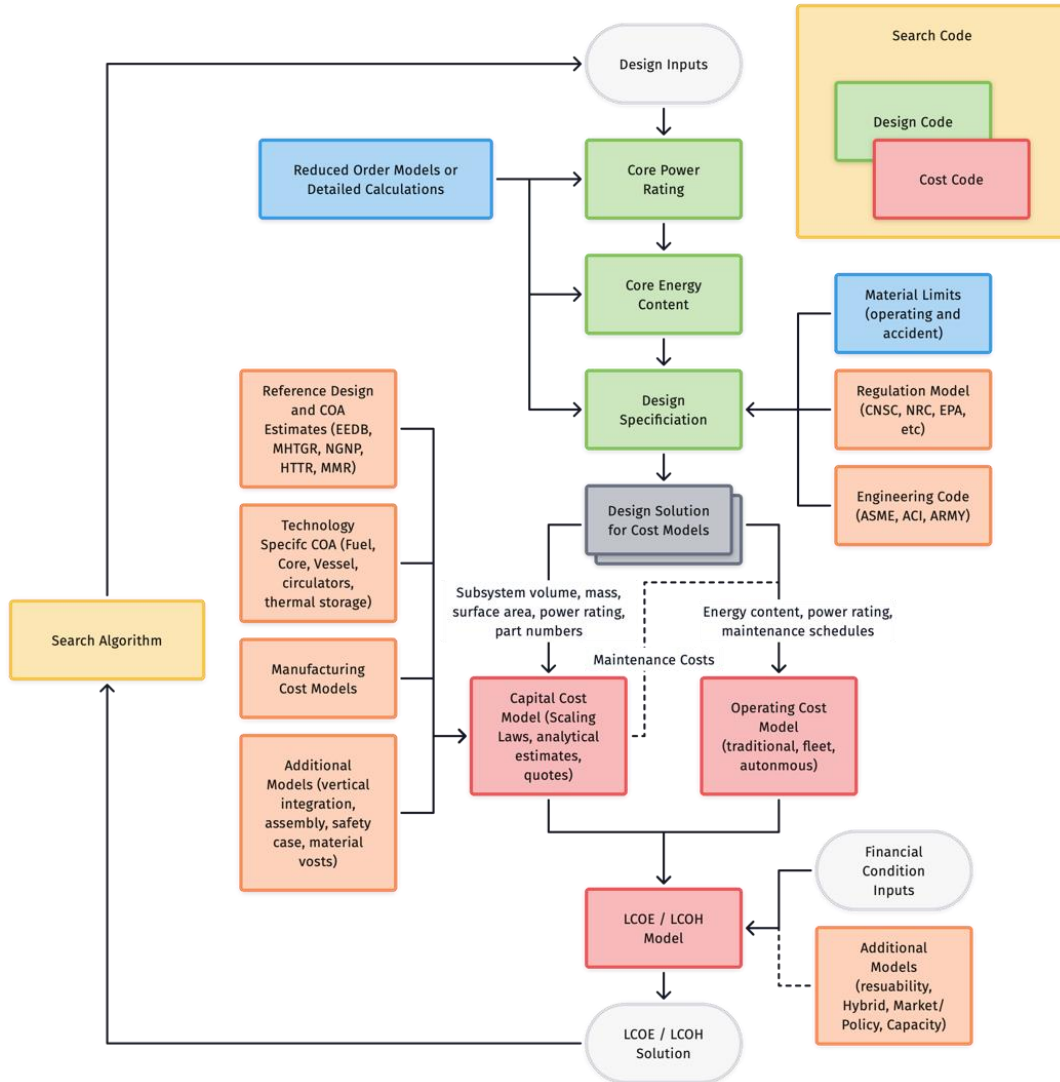 Design Inputs
Search Code
Design Code
Cost Code
Reduced Order Models or
Detailed Calculations
Core Power
Rating
Core Energy
Content
Material Limits
(operating and
accident)
Reference Design
and COA
Estimates (EEDB,
MHTGR, NGNP,
HTTR, MMR)
Design
Specificiation
Regulation Model
(CNSC, NRC, EPA,
etc)
Engineering Code
(ASME, ACI, ARMY)
Design Solution
for Cost Models
Technology
Specifc COA (Fuel,
Core, Vessel,
circulators,
thermal storage)
Subsystem volume, mass,
surface area, power rating,
part numbers
Energy content, power rating,
maintenance schedules
Search Algorithm
Maintenance Costs
Manufacturing
Cost Models
Capital Cost
Model (Scaling
Laws, analytical
estimates,
quotes)
Operating Cost
Model
(traditional, fleet,
autonmous)
Additional
Models (vertical
integration,
assembly, safety
case, material
vosts)
Financial
Condition
Inputs
LCOE / LCOH
Model
Additional
Models
(resuability,
Hybrid, Market/
Policy, Capacity)
LCOE / LCOH
Solution